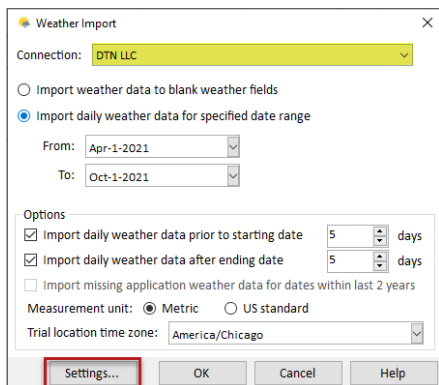 Weather Import
Connection: DTN LLC
Import weather data to blank weather fields
Import daily weather data for specified date range
From: Apr-1-2021
To: Oct-1-2021
Options
Import daily weather data prior to starting date 5 days
Import daily weather data after ending date 5 days
Import missing application weather data for dates within last 2 years
Measurement unit: Metric US standard
Trial location time zone: America/Chicago
Settings... OK Cancel Help